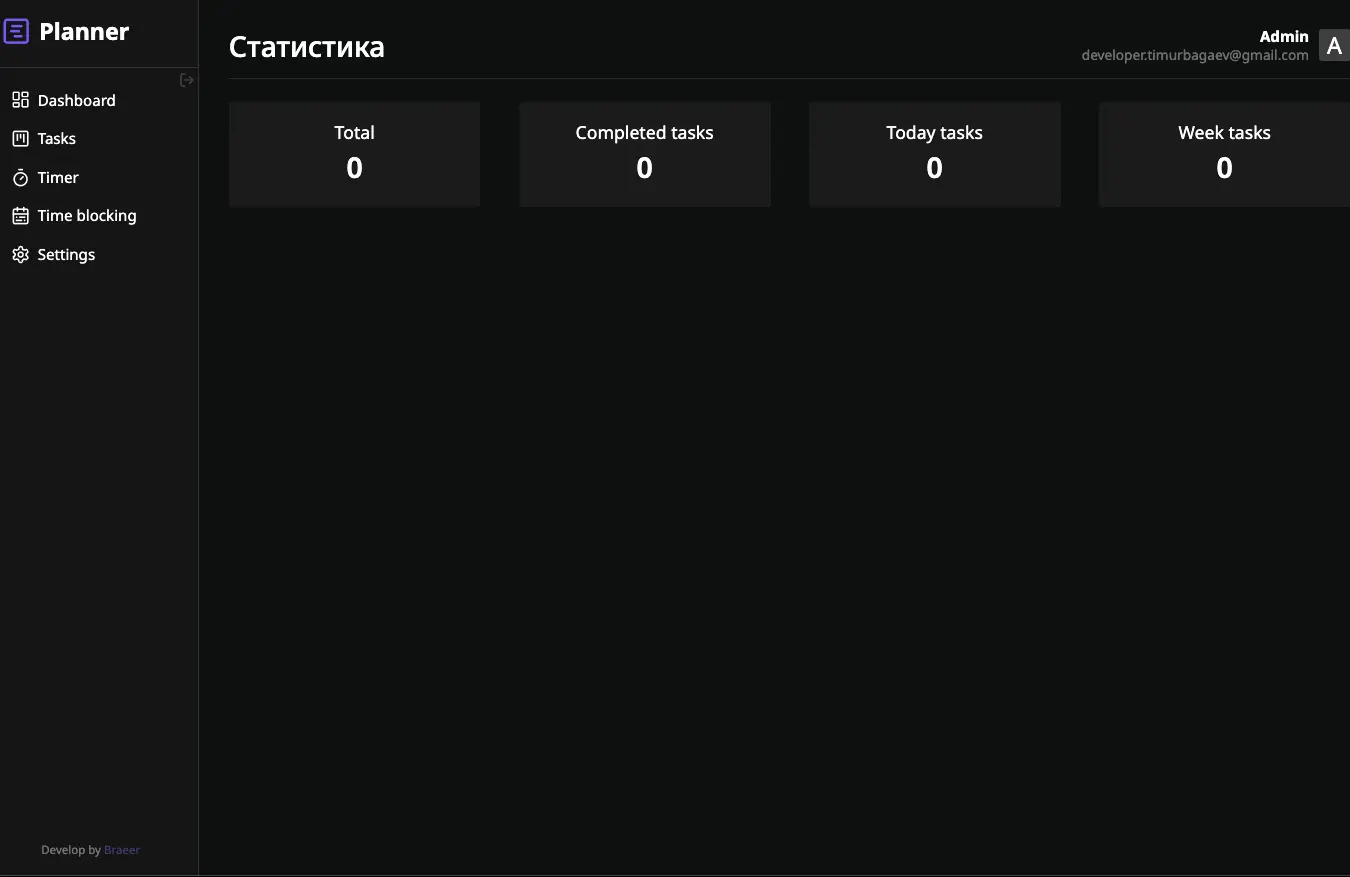 Planner
Dashboard
Tasks
Timer
Time blocking
Settings
Develop by Braeer
Статистика
Admin
developer.timurbagaev@gmail.com
A
Total
0
Completed tasks
0
Today tasks
0
Week tasks
0